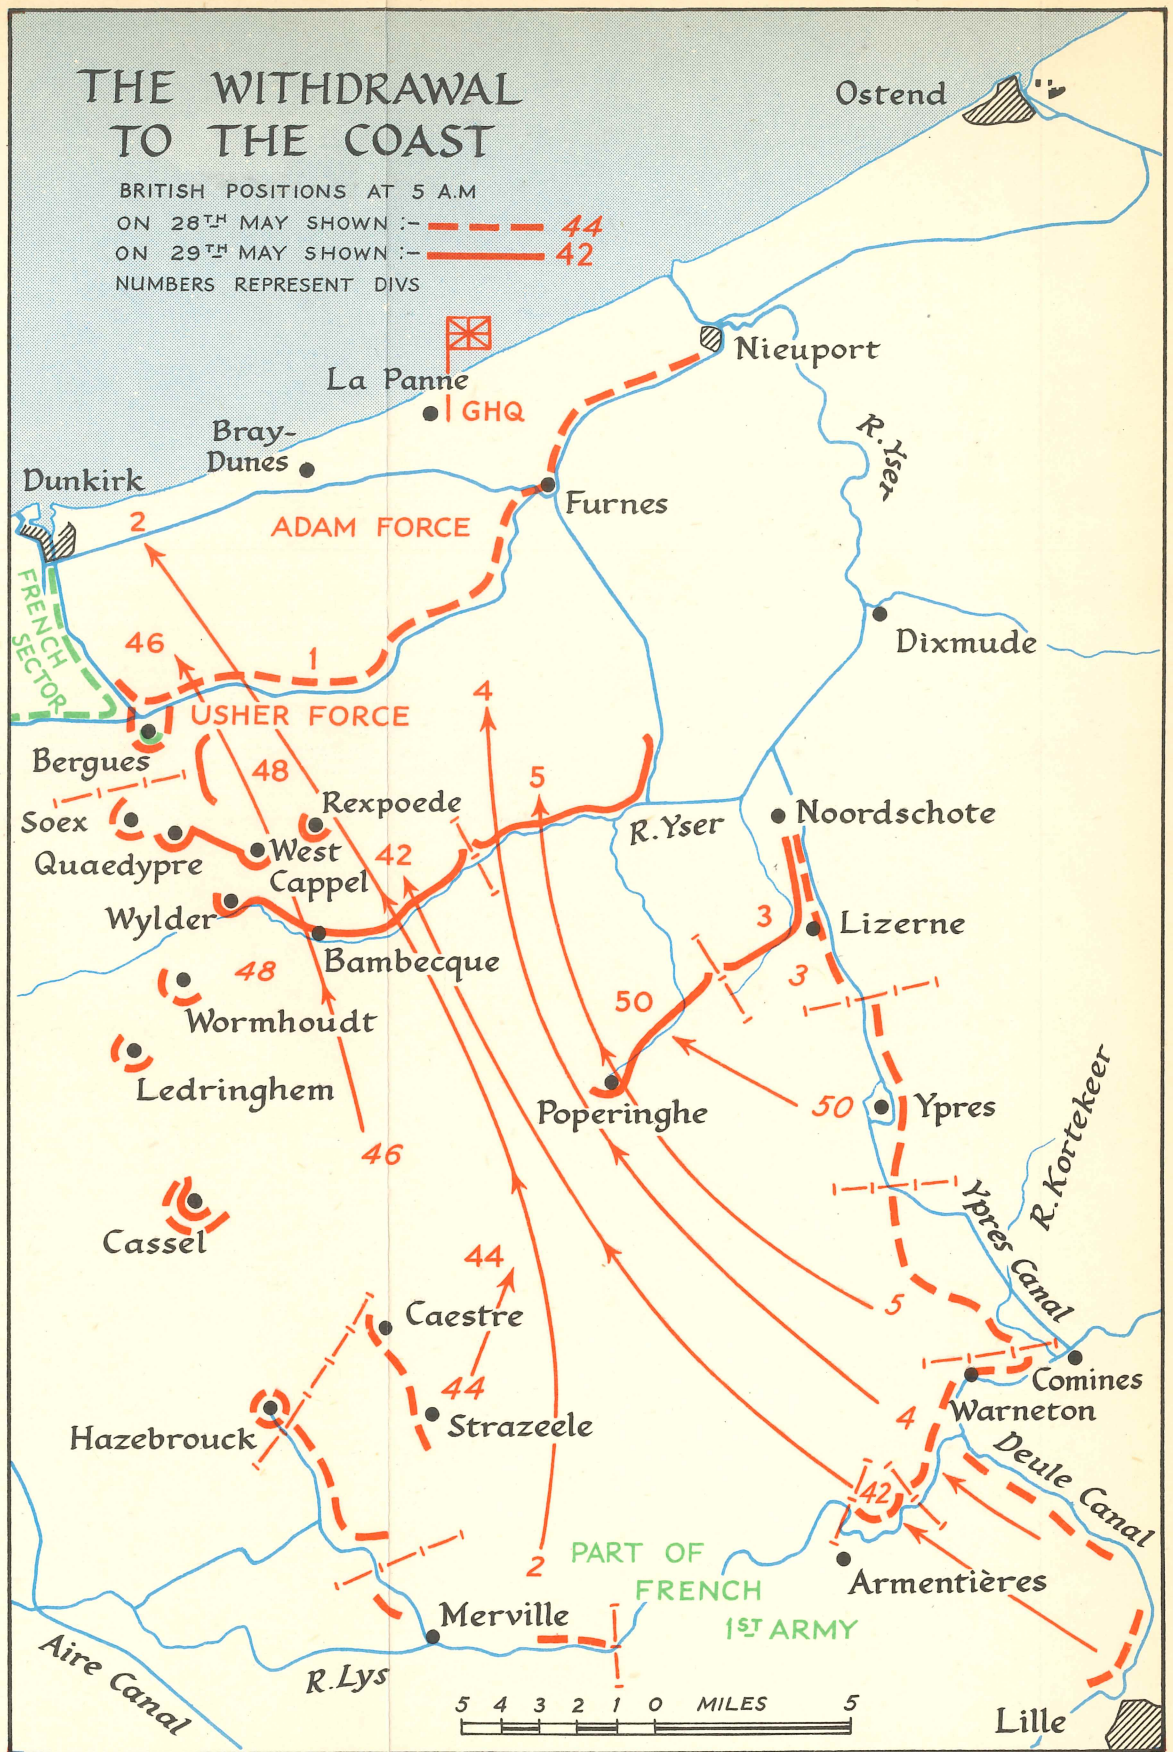 THE WITHDRAWAL
TO THE COAST
BRITISH POSITIONS AT 5 A.M
ON 28TH MAY SHOWN :- 44
ON 29TH MAY SHOWN :- 42
NUMBERS REPRESENT DIVS
Ostend
Nieuport
La Panne
GHQ
Bray-
Dunes
R. Yser
Dunkirk
Furnes
2
ADAM FORCE
FRENCH
SECTOR
Dixmude
46
1
4
USHER FORCE
Bergues
48
5
Rexpoede
Noordschote
Soex
R. Yser
West
Cappel
42
Quaedypre
Wylder
3
Lizerne
Bambecque
48
3
50
Wormhoudt
Ledringhem
Poperinghe
50
Ypres
R. Kortekeer
46
Cassel
Ypres Canal
44
5
Caestre
44
Comines
Strazeele
4
Warneton
Hazebrouck
Deule Canal
42
2
PART OF
FRENCH
1ST ARMY
Armentières
Merville
Aire Canal
R. Lys
5 4 3 2 1 0 MILES 5
Lille